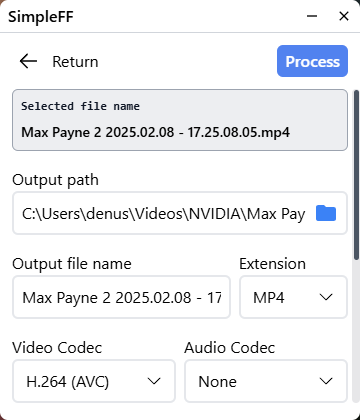 SimpleFF
Return
Process
Selected file name
Max Payne 2 2025.02.08 - 17.25.08.05.mp4
Output path
C:\Users\denus\Videos\NVIDIA\Max Pay
Output file name
Extension
Max Payne 2 2025.02.08 - 17
MP4
Video Codec
Audio Codec
H.264 (AVC)
None